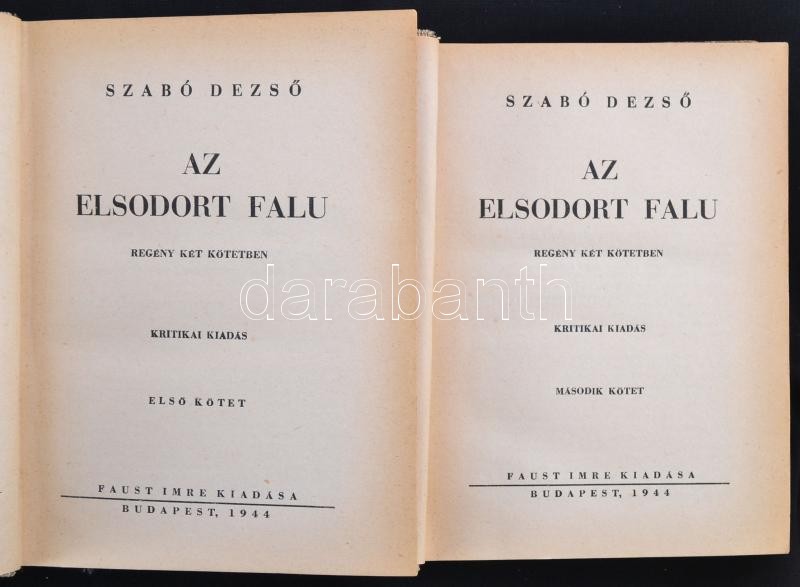 SZABÓ DEZSŐ
AZ
ELSODORT FALU
REGÉNY KÉT KÖTETBEN
KRITIKAI KIADÁS
ELSŐ KÖTET
FAUST IMRE KIADÁSA
BUDAPEST, 1944
SZABÓ DEZSŐ
AZ
ELSODORT FALU
REGÉNY KÉT KÖTETBEN
KRITIKAI KIADÁS
MÁSODIK KÖTET
FAUST IMRE KIADÁSA
BUDAPEST, 1944
darabanth